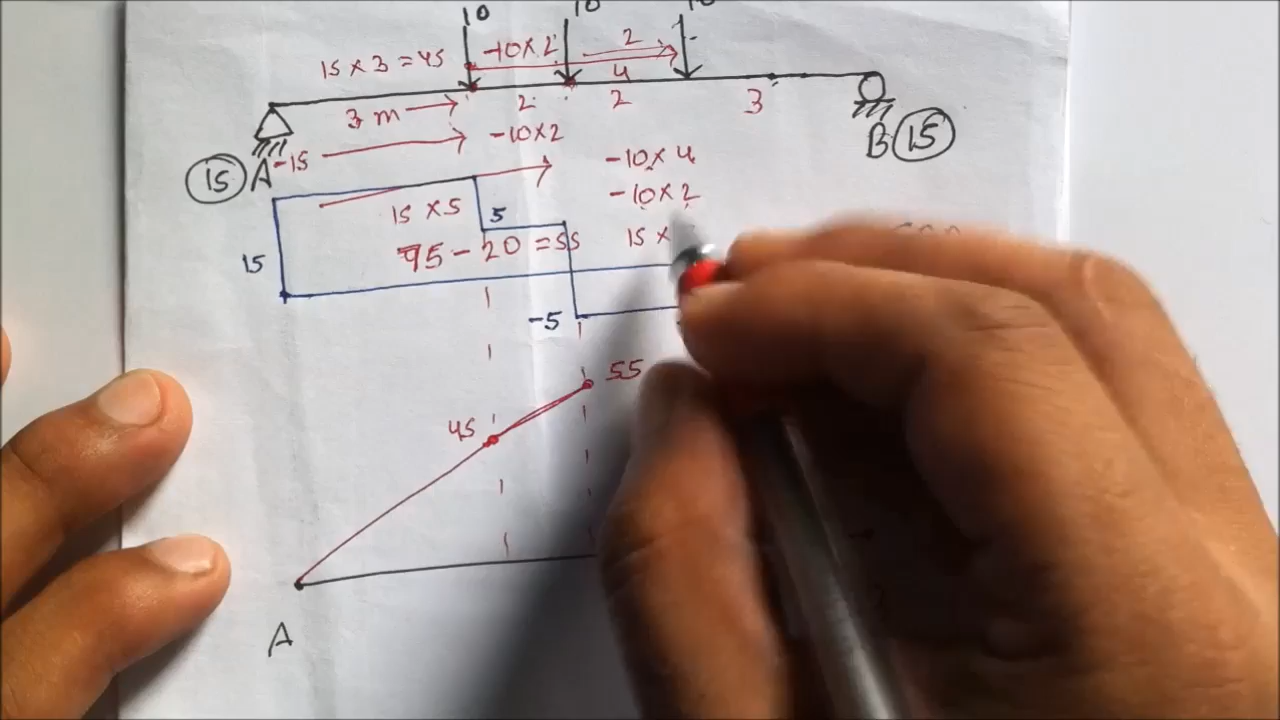 10 10 10
15 × 3 = 45 -10×2 2
4
3 m 2 2 3
-15 -10×2 B 15
15 A -10× 4
-10×2
15 ×5 5 15 ×
95 - 20 = 55
15
-5
55
45
A